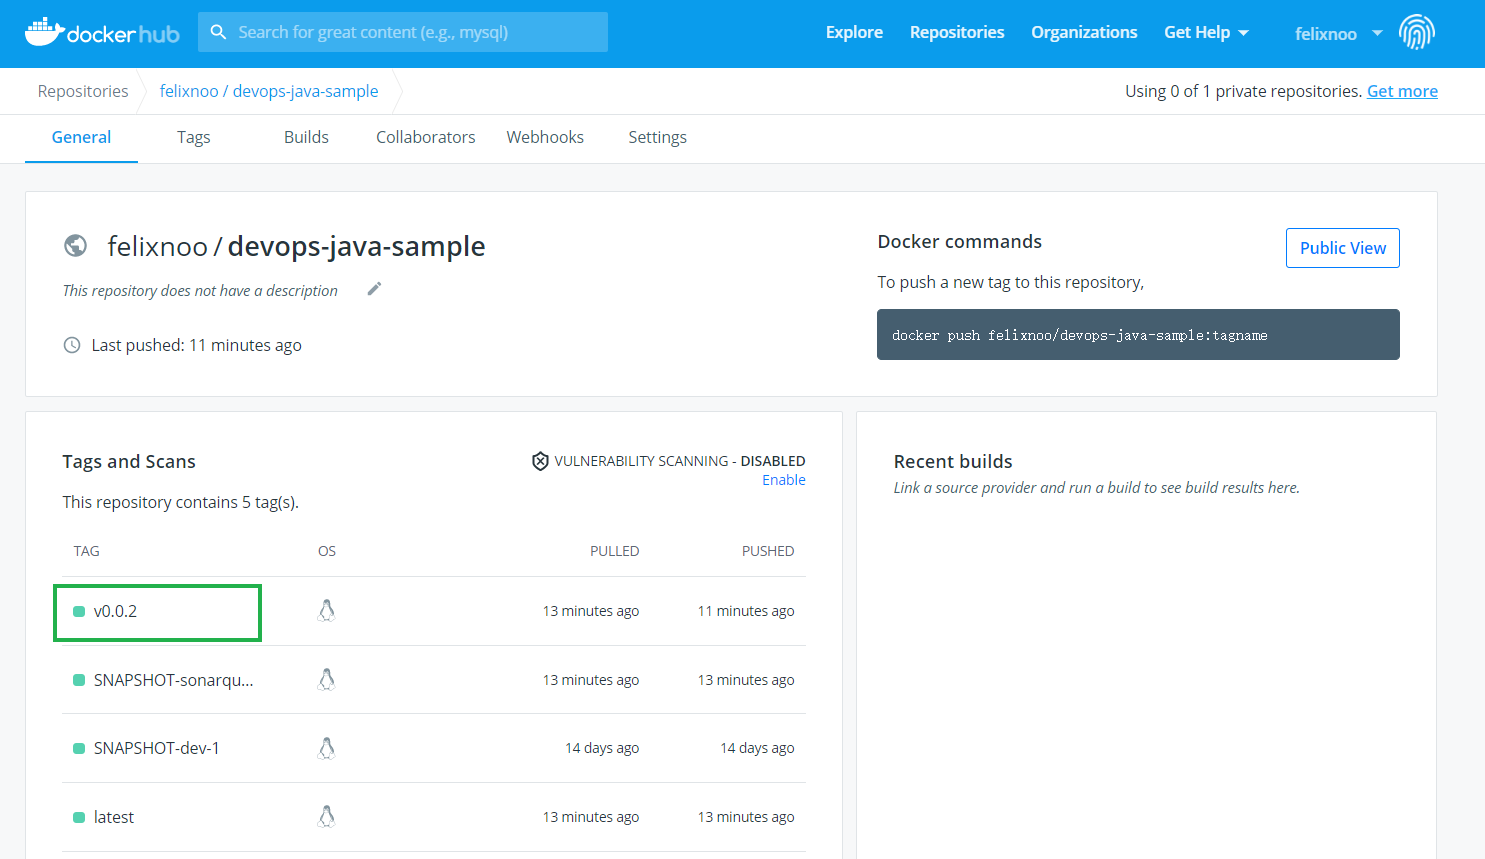 docker hub
Search for great content (e.g., mysql)
Explore
Repositories
Organizations
Get Help
felixnoo
Repositories
felixnoo / devops-java-sample
Using 0 of 1 private repositories. Get more
General
Tags
Builds
Collaborators
Webhooks
Settings
felixnoo / devops-java-sample
This repository does not have a description
Last pushed: 11 minutes ago
Docker commands
Public View
To push a new tag to this repository,
docker push felixnoo/devops-java-sample:tagname
Tags and Scans
VULNERABILITY SCANNING - DISABLED
Enable
This repository contains 5 tag(s).
TAG OS PULLED PUSHED
v0.0.2 13 minutes ago 11 minutes ago
SNAPSHOT-sonarqu... 13 minutes ago 13 minutes ago
SNAPSHOT-dev-1 14 days ago 14 days ago
latest 13 minutes ago 13 minutes ago
Recent builds
Link a source provider and run a build to see build results here.